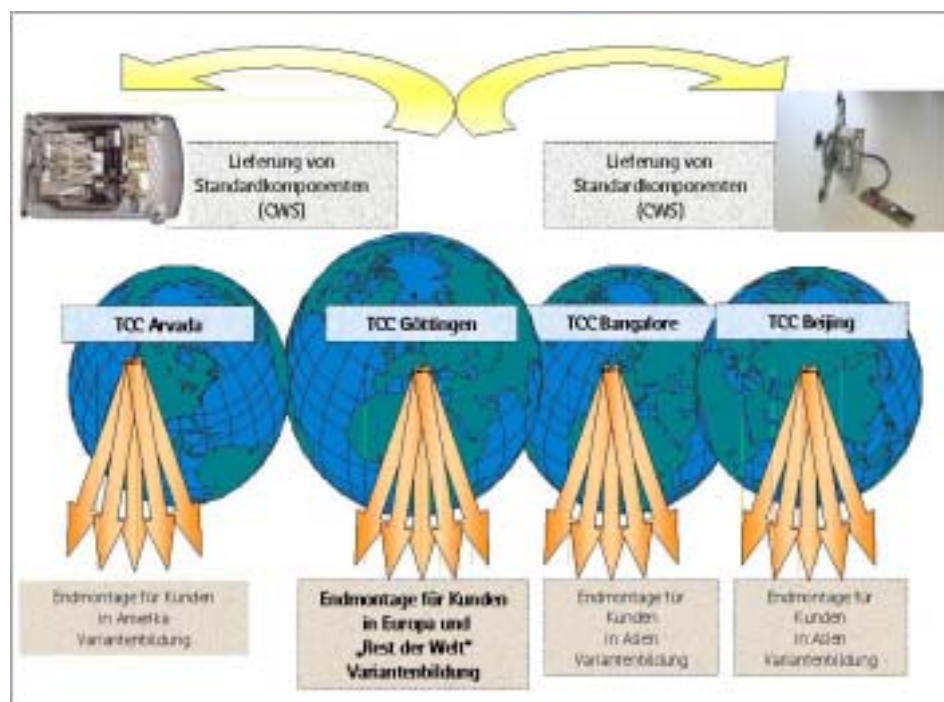 Lieferung von
Standardkomponenten
(CWS)
Lieferung von
Standardkomponenten
(CWS)
TCC Arvada
TCC Göttingen
TCC Bangalore
TCC Beijing
Endmontage für Kunden
in Amerika
Variantenbildung
Endmontage für Kunden
in Europa und
„Rest der Welt“
Variantenbildung
Endmontage für
Kunden
in Asien
Variantenbildung
Endmontage für
Kunden
in Asien
Variantenbildung